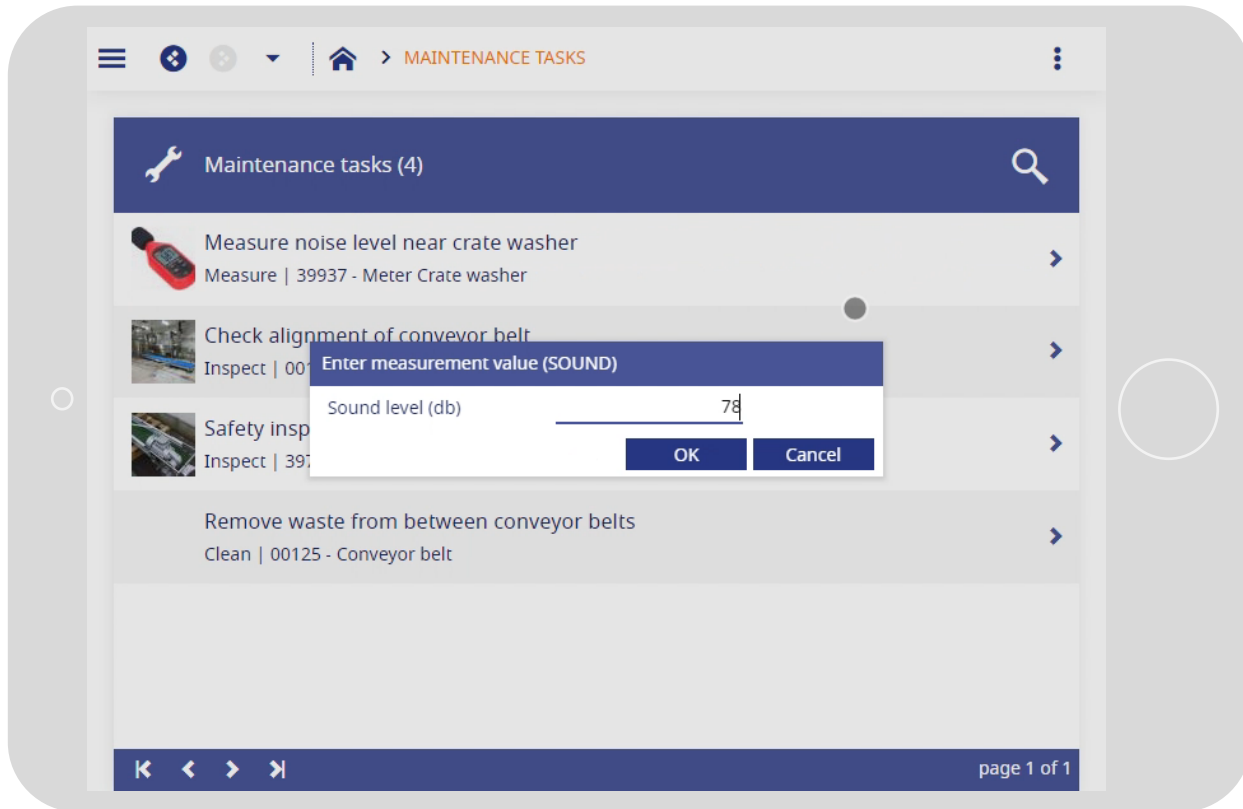 MAINTENANCE TASKS
Maintenance tasks (4)
Measure noise level near crate washer
Measure | 39937 - Meter Crate washer
Check alignment of conveyor belt
Inspect | 001
Enter measurement value (SOUND)
Sound level (db) 78
Safety insp
OK Cancel
Inspect | 397
Remove waste from between conveyor belts
Clean | 00125 - Conveyor belt
page 1 of 1